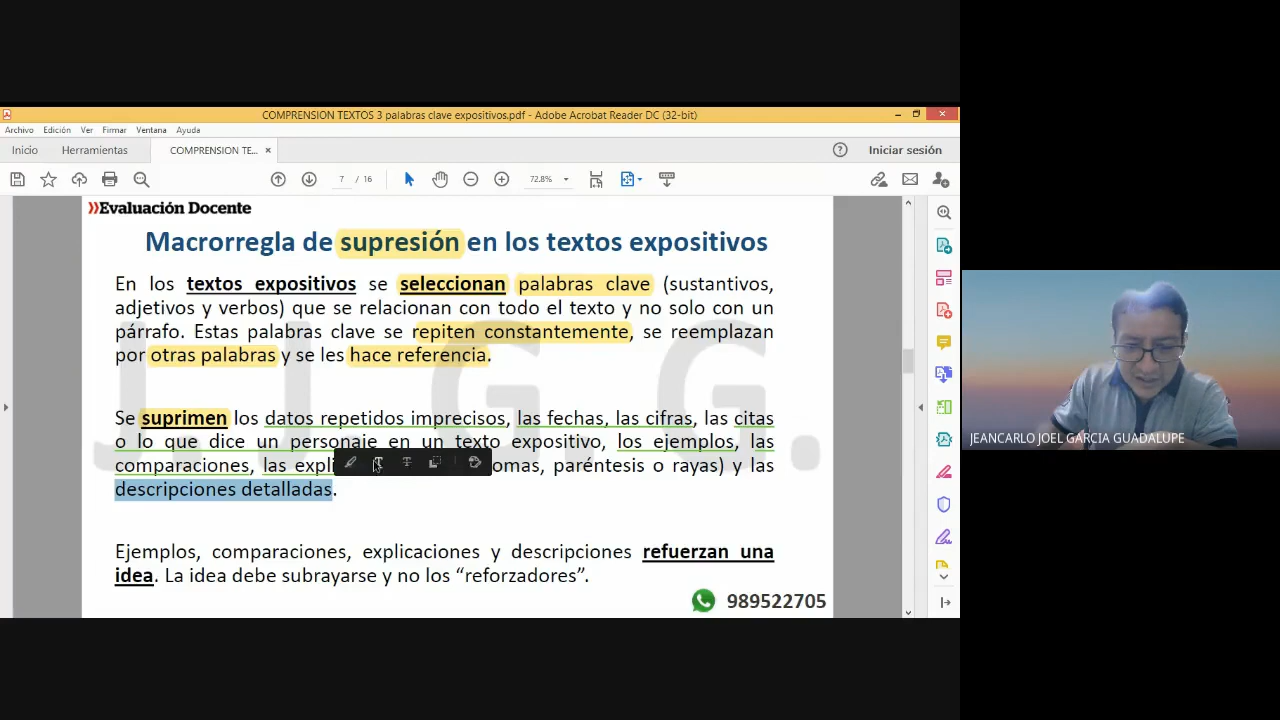 COMPRENSION TEXTOS 3 palabras clave expositivos.pdf - Adobe Acrobat Reader DC (32-bit)
Archivo Edición Ver Firmar Ventana Ayuda
Inicio Herramientas COMPRENSION TE... × Iniciar sesión
7 / 16 72.8%
»Evaluación Docente
Macrorregla de supresión en los textos expositivos
En los textos expositivos se seleccionan palabras clave (sustantivos,
adjetivos y verbos) que se relacionan con todo el texto y no solo con un
párrafo. Estas palabras clave se repiten constantemente, se reemplazan
por otras palabras y se les hace referencia.
Se suprimen los datos repetidos imprecisos, las fechas, las cifras, las citas
o lo que dice un personaje en un texto expositivo, los ejemplos, las
comparaciones, las expli omas, paréntesis o rayas) y las
descripciones detalladas.
Ejemplos, comparaciones, explicaciones y descripciones refuerzan una
idea. La idea debe subrayarse y no los “reforzadores”.
989522705
J. J. G. G.
JEANCARLO JOEL GARCIA GUADALUPE